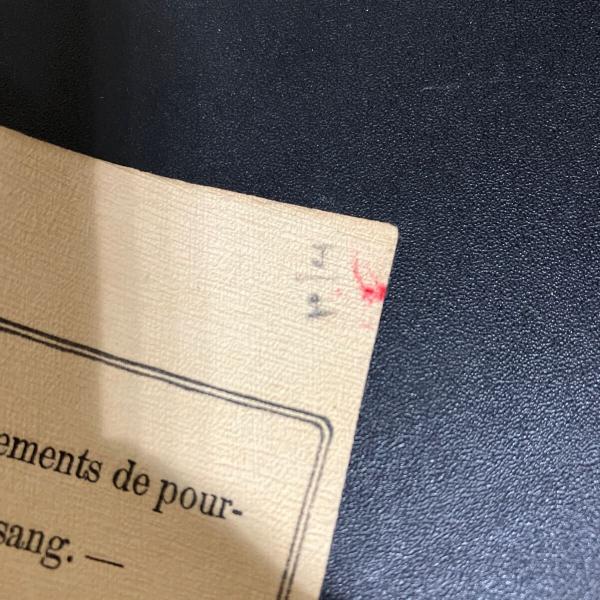 ements de pour-
sang. —